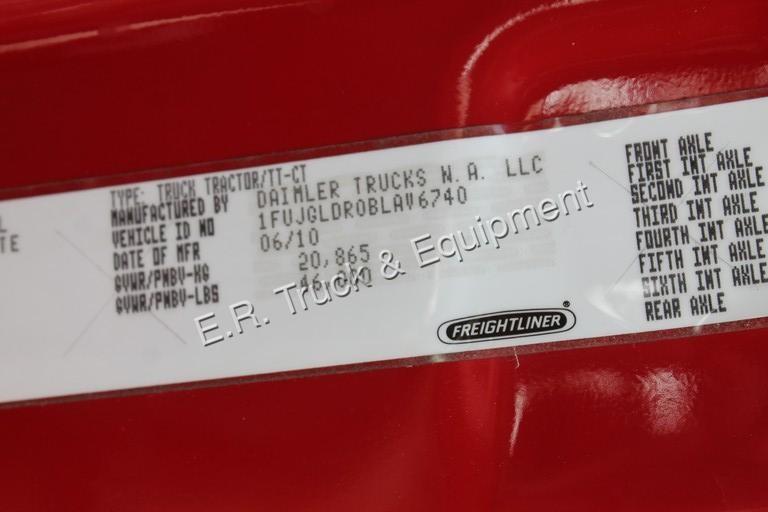 TYPE: TRUCK TRACTOR/TT-CT
MANUFACTURED BY DAIMLER TRUCKS N.A. LLC
VEHICLE ID NO 1FUJGLDR0BLAV6740
DATE OF MFR 06/10
GVWR/PNBV-KG 20,865
GVWR/PNBV-LBS
E.R. Truck & Equipment
FREIGHTLINER®
FRONT AXLE
FIRST INT AXLE
SECOND INT AXLE
THIRD INT AXLE
FOURTH INT AXLE
FIFTH INT AXLE
SIXTH INT AXLE
REAR AXLE